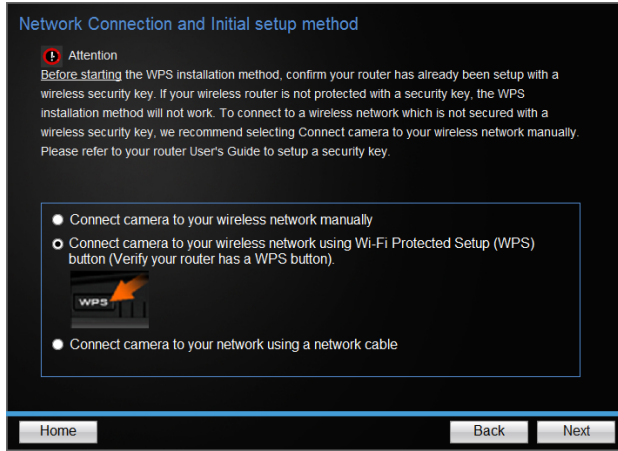 Network Connection and Initial setup method
Attention
Before starting the WPS installation method, confirm your router has already been setup with a
wireless security key. If your wireless router is not protected with a security key, the WPS
installation method will not work. To connect to a wireless network which is not secured with a
wireless security key, we recommend selecting Connect camera to your wireless network manually.
Please refer to your router User's Guide to setup a security key.
Connect camera to your wireless network manually
Connect camera to your wireless network using Wi-Fi Protected Setup (WPS)
button (Verify your router has a WPS button).
WPS
Connect camera to your network using a network cable
Home
Back
Next